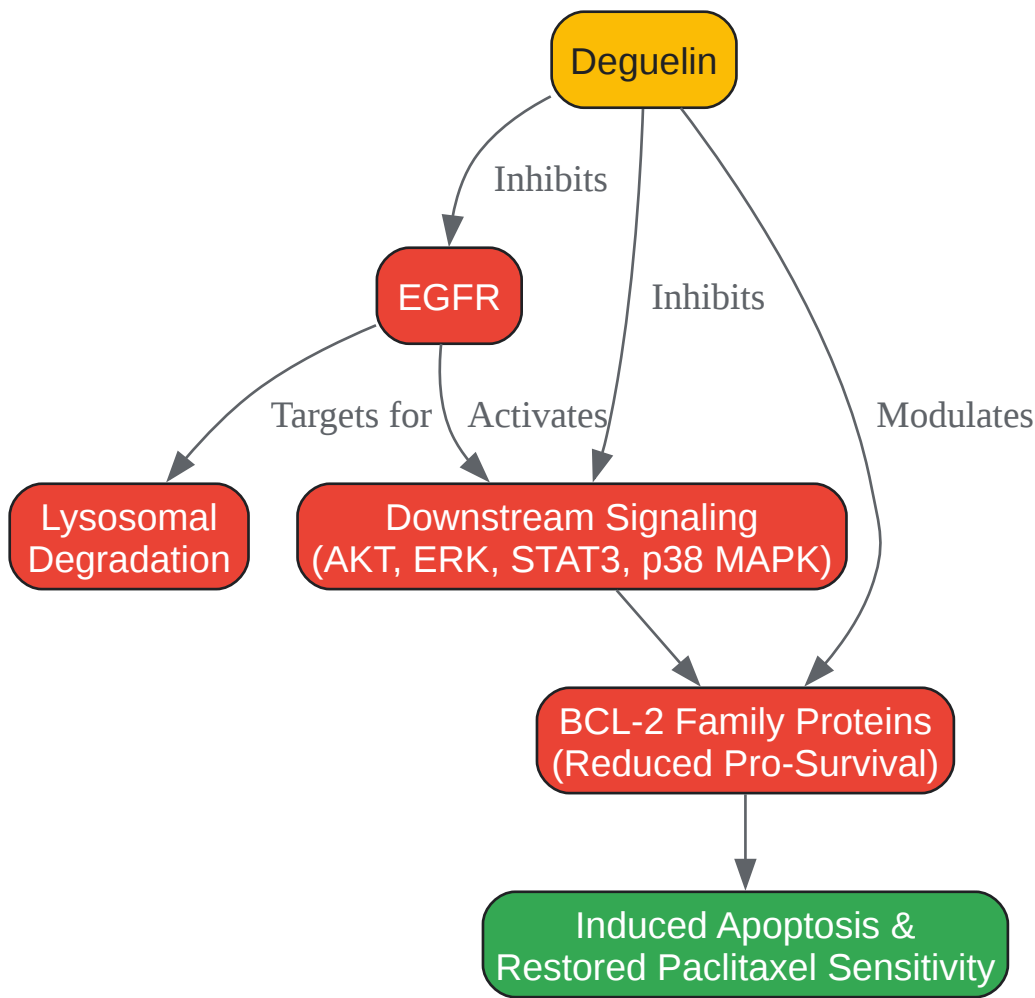 Deguelin
Inhibits
EGFR
Inhibits
Targets for
Activates
Modulates
Lysosomal
Degradation
Downstream Signaling
(AKT, ERK, STAT3, p38 MAPK)
BCL-2 Family Proteins
(Reduced Pro-Survival)
Induced Apoptosis &
Restored Paclitaxel Sensitivity